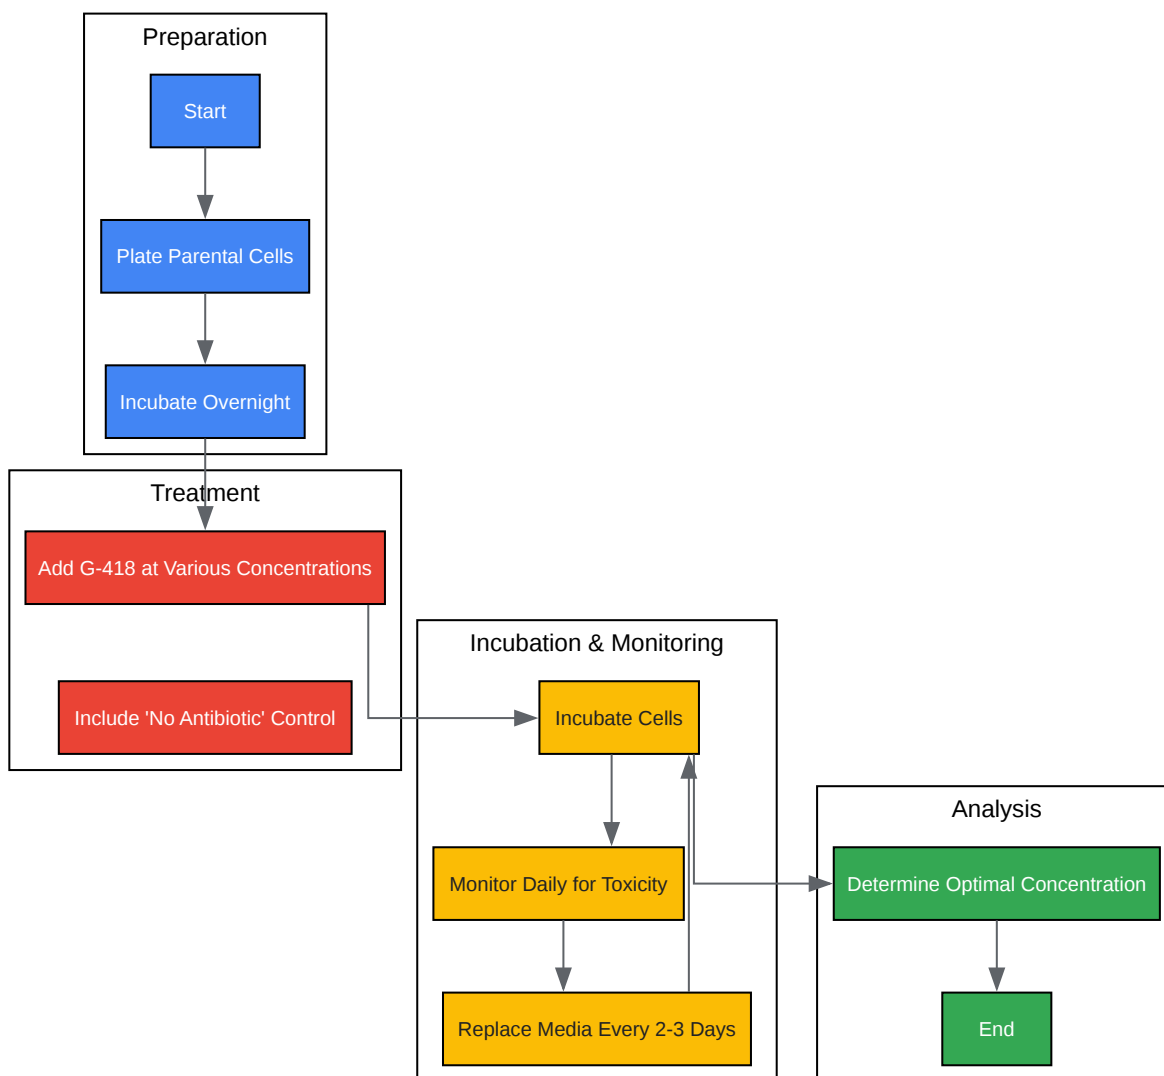 Preparation
Start
Plate Parental Cells
Incubate Overnight
Treatment
Add G-418 at Various Concentrations
Include 'No Antibiotic' Control
Incubation & Monitoring
Incubate Cells
Monitor Daily for Toxicity
Replace Media Every 2-3 Days
Analysis
Determine Optimal Concentration
End